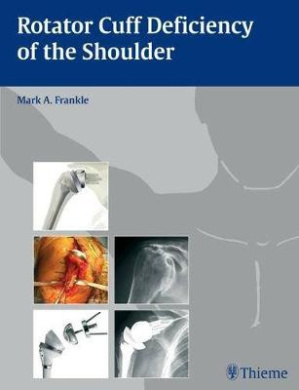 Rotator Cuff Deficiency
of the Shoulder
Mark A. Frankle
Thieme